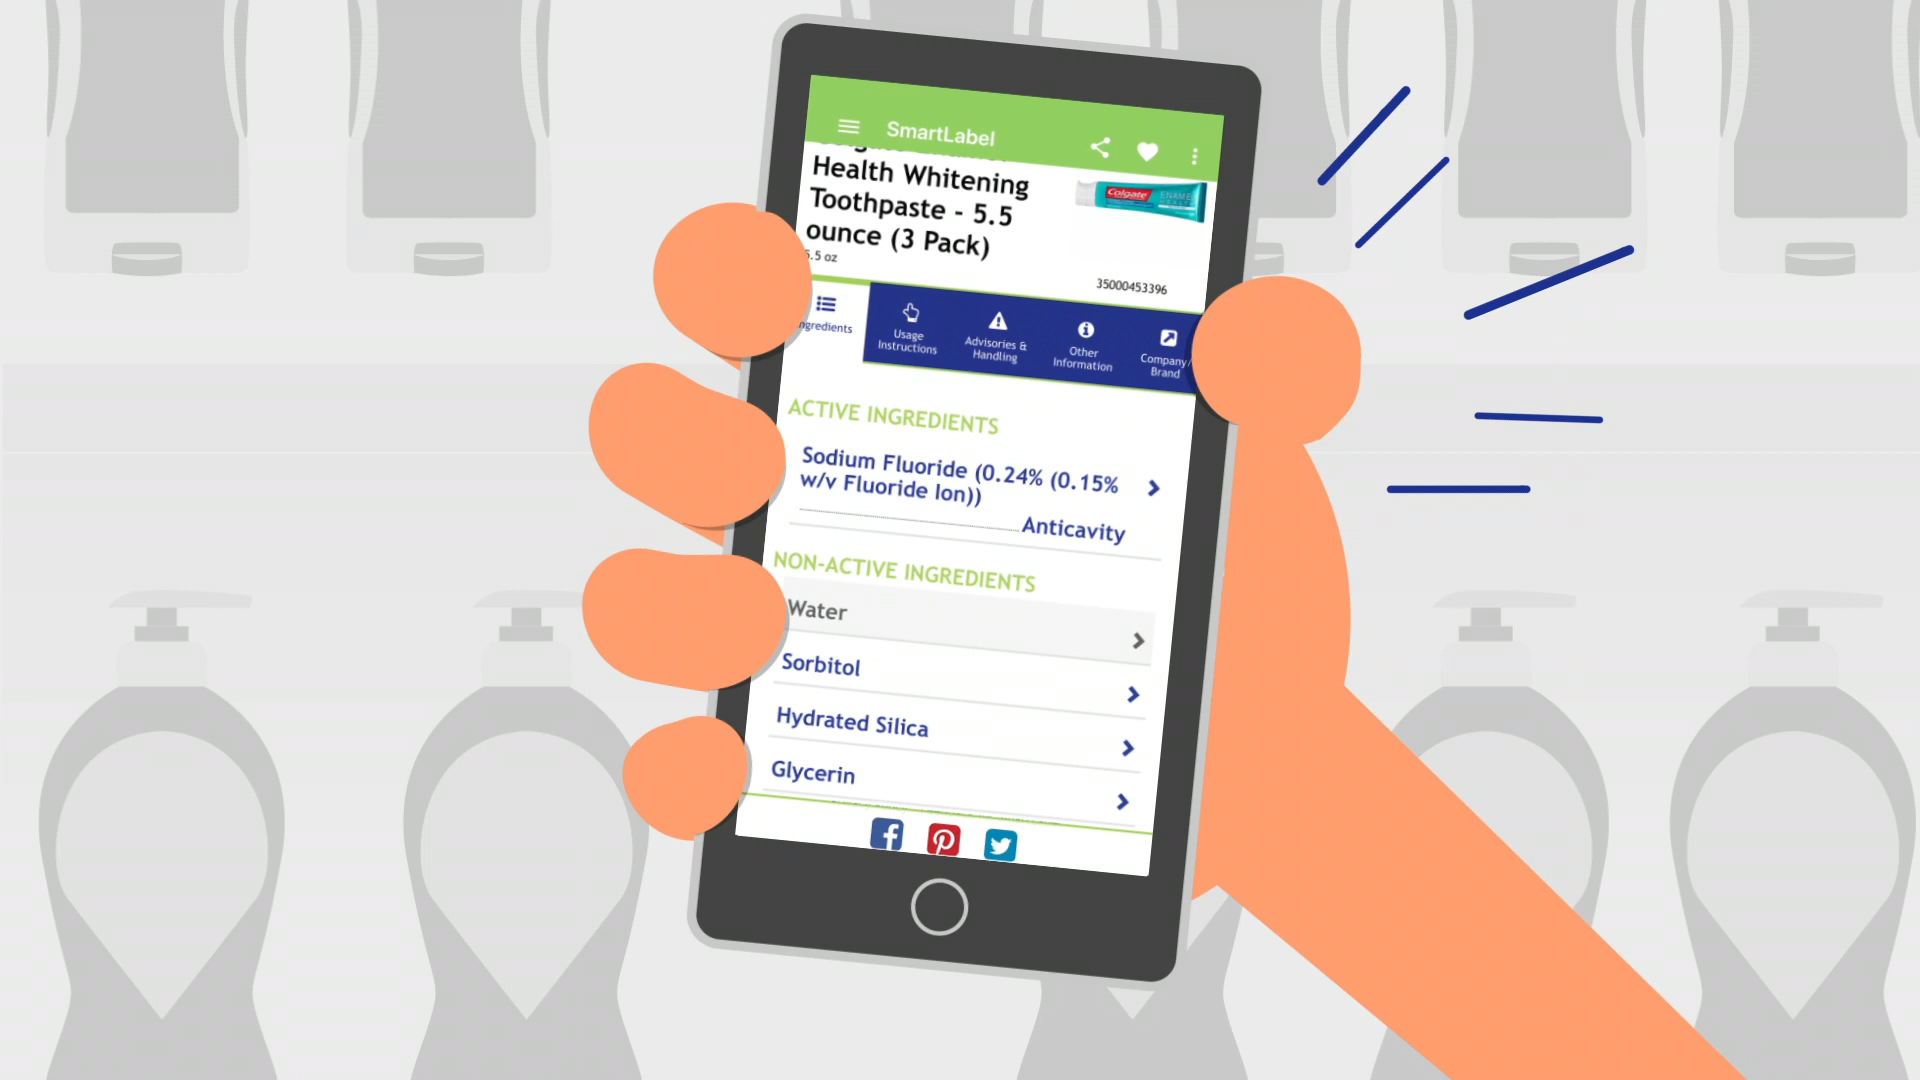 SmartLabel
Health Whitening
Toothpaste - 5.5
ounce (3 Pack)
5.5 oz
35000453396
Colgate
Ingredients
Usage
Instructions
Advisories &
Handling
Other
Information
Company/
Brand
ACTIVE INGREDIENTS
Sodium Fluoride (0.24% (0.15%
w/v Fluoride Ion))
Anticavity
NON-ACTIVE INGREDIENTS
Water
Sorbitol
Hydrated Silica
Glycerin